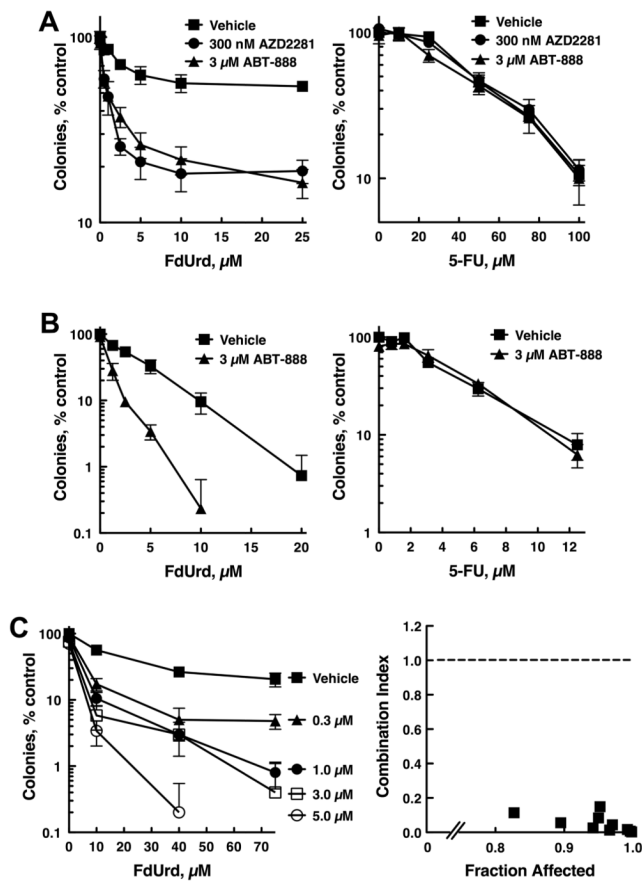 A
Colonies, % control
100
10
0
5
10
15
20
25
FdUrd, µM
Vehicle
300 nM AZD2281
3 µM ABT-888
Colonies, % control
100
10
0
20
40
60
80
100
5-FU, µM
Vehicle
300 nM AZD2281
3 µM ABT-888
B
Colonies, % control
100
10
1
0.1
0
5
10
15
20
FdUrd, µM
Vehicle
3 µM ABT-888
Colonies, % control
100
10
1
0
2
4
6
8
10
12
5-FU, µM
Vehicle
3 µM ABT-888
C
Colonies, % control
100
10
1
0.1
0
10
20
30
40
50
60
70
FdUrd, µM
Vehicle
0.3 µM
1.0 µM
3.0 µM
5.0 µM
Combination Index
1.2
1.0
0.8
0.6
0.4
0.2
0.0
0
0.8
0.9
1.0
Fraction Affected